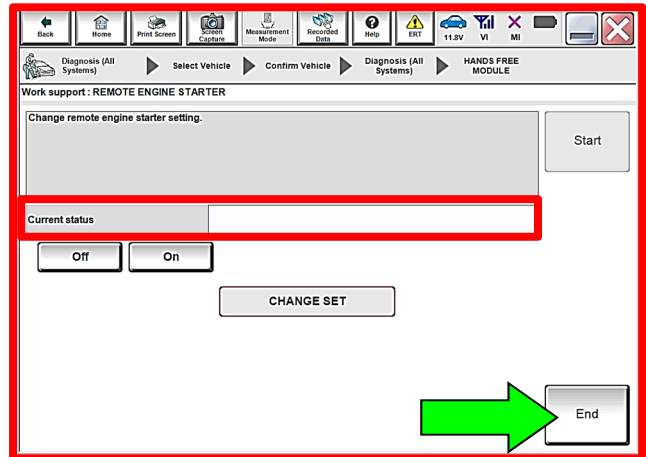 Back
Home
Print Screen
Screen
Capture
Measurement
Mode
Recorded
Data
Help
ERT
11.8V
VI
MI
Diagnosis (All
Systems)
Select Vehicle
Confirm Vehicle
Diagnosis (All
Systems)
HANDS FREE
MODULE
Work support : REMOTE ENGINE STARTER
Change remote engine starter setting.
Start
Current status
Off
On
CHANGE SET
End